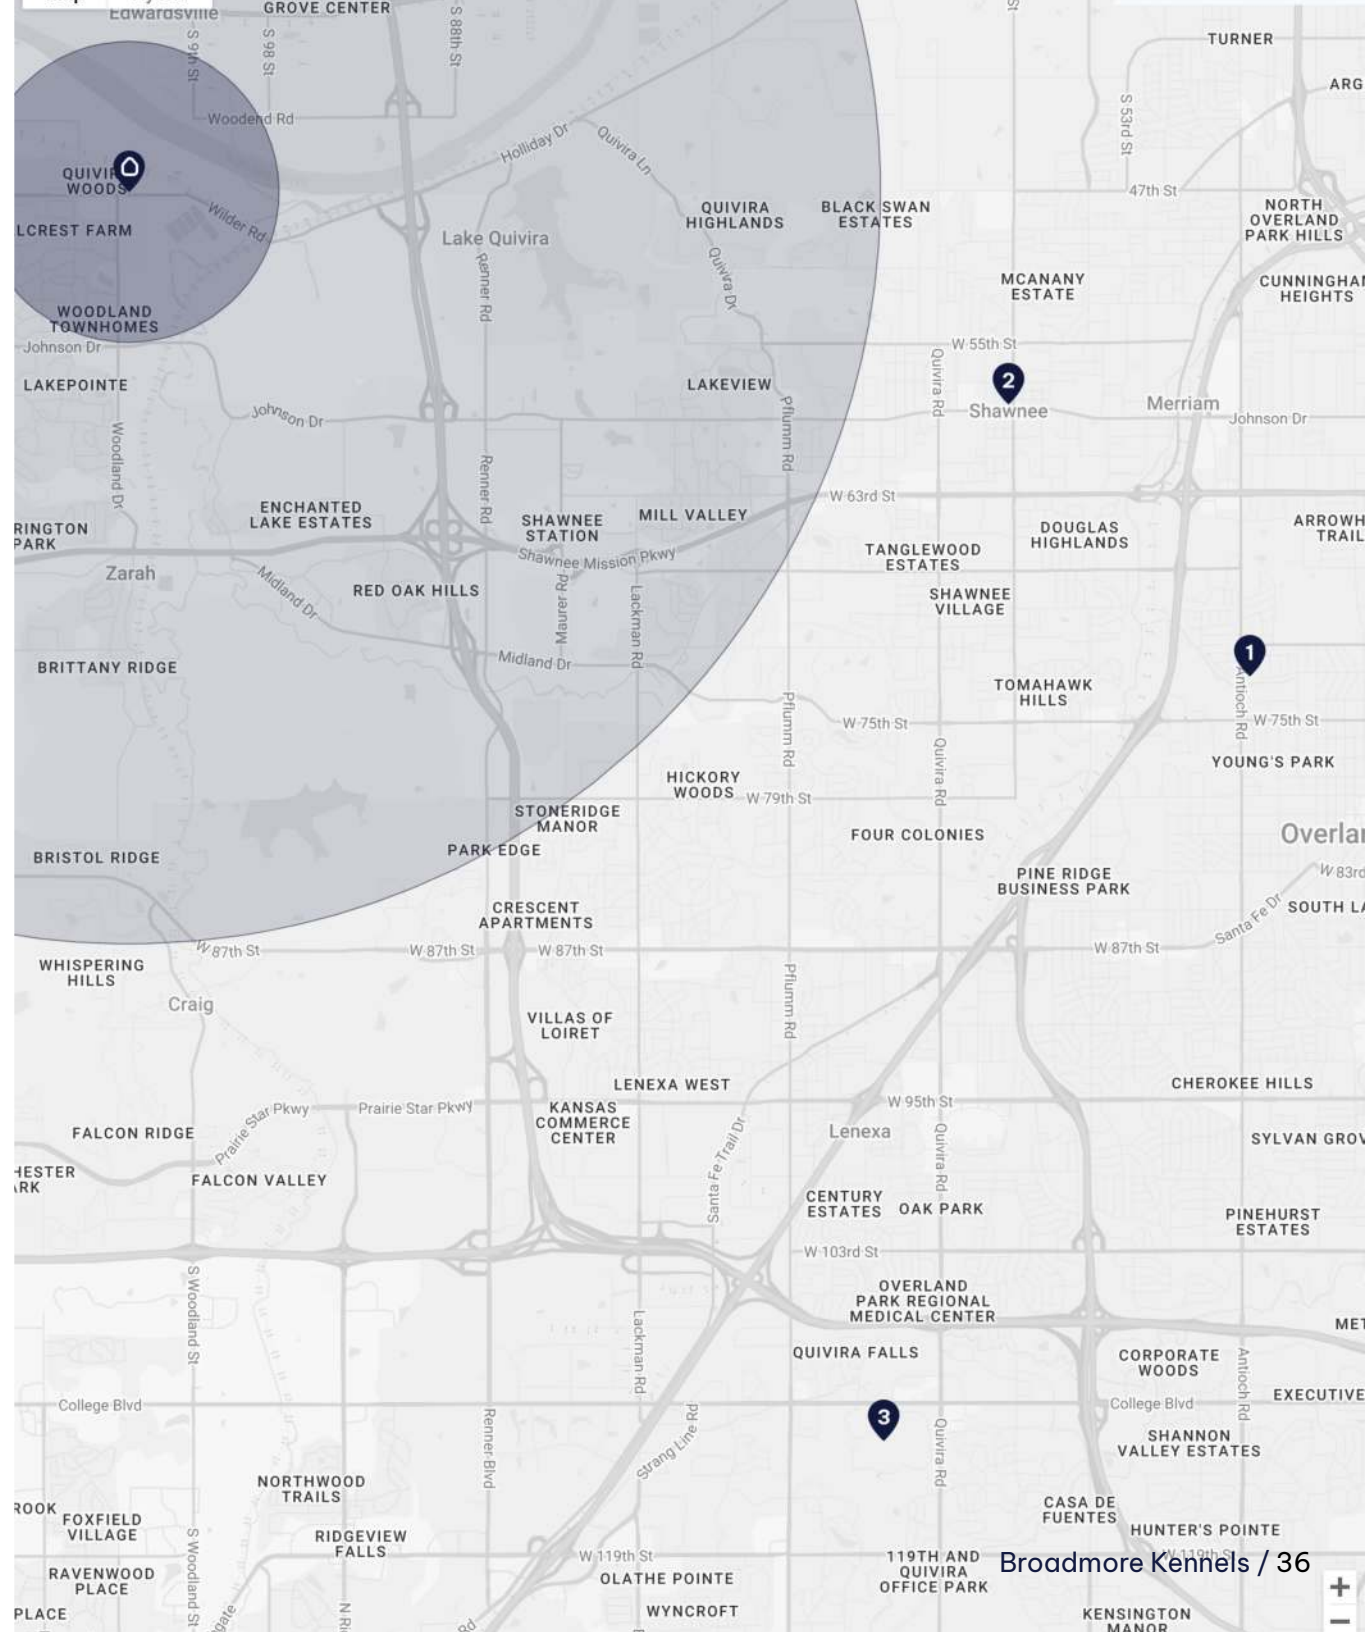 Edwardsville
GROVE CENTER
S 88th St
S 98 St
TURNER
ARG
S 53rd St
Woodend Rd
Holliday Dr
Quivira Ln
WOODS
LCREST FARM
Wilder Rd
Lake Quivira
Renner Rd
QUIVIRA
HIGHLANDS
BLACK SWAN
ESTATES
47th St
NORTH
OVERLAND
PARK HILLS
Quivira Dr
MCANANY
ESTATE
CUNNINGHA
HEIGHTS
WOODLAND
TOWNHOMES
Johnson Dr
W 55th St
LAKEPOINTE
LAKEVIEW
Quivira Rd
2
Shawnee
Merriam
Johnson Dr
Johnson Dr
Pflumm Rd
Woodland Dr
Renner Rd
W 63rd St
ENCHANTED
LAKE ESTATES
SHAWNEE
STATION
MILL VALLEY
RINGTON
PARK
DOUGLAS
HIGHLANDS
ARROWH
TRAIL
Shawnee Mission Pkwy
TANGLEWOOD
ESTATES
Zarah
Midland Dr
RED OAK HILLS
Maurer Rd
Lackman Rd
SHAWNEE
VILLAGE
BRITTANY RIDGE
Midland Dr
1
Antioch Rd
TOMAHAWK
HILLS
Pflumm Rd
W 75th St
W 75th St
Quivira Rd
YOUNG'S PARK
HICKORY
WOODS
W 79th St
STONERIDGE
MANOR
FOUR COLONIES
Overlan
PARK EDGE
BRISTOL RIDGE
PINE RIDGE
BUSINESS PARK
W 83rd
CRESCENT
APARTMENTS
Santa Fe Dr
SOUTH LA
W 87th St
W 87th St
W 87th St
W 87th St
WHISPERING
HILLS
Pflumm Rd
Craig
VILLAS OF
LOIRET
LENEXA WEST
CHEROKEE HILLS
Prairie Star Pkwy
Prairie Star Pkwy
KANSAS
COMMERCE
CENTER
W 95th St
FALCON RIDGE
Santa Fe Trail Dr
Lenexa
Quivira Rd
SYLVAN GROV
HESTER
ARK
FALCON VALLEY
CENTURY
ESTATES
OAK PARK
PINEHURST
ESTATES
W 103rd St
S Woodland St
OVERLAND
PARK REGIONAL
MEDICAL CENTER
Lackman Rd
MET
QUIVIRA FALLS
CORPORATE
WOODS
Antioch Rd
College Blvd
College Blvd
EXECUTIVE
Renner Blvd
Strang Line Rd
3
Quivira Rd
SHANNON
VALLEY ESTATES
NORTHWOOD
TRAILS
ROOK
FOXFIELD
VILLAGE
CASA DE
FUENTES
S Woodland St
RIDGEVIEW
FALLS
HUNTER'S POINTE
W 119th St
W 119th St
119TH AND
QUIVIRA
OFFICE PARK
Broadmore Kennels / 36
RAVENWOOD
PLACE
OLATHE POINTE
PLACE
WYNCROFT
KENSINGTON
MANOR
Rd
+
−